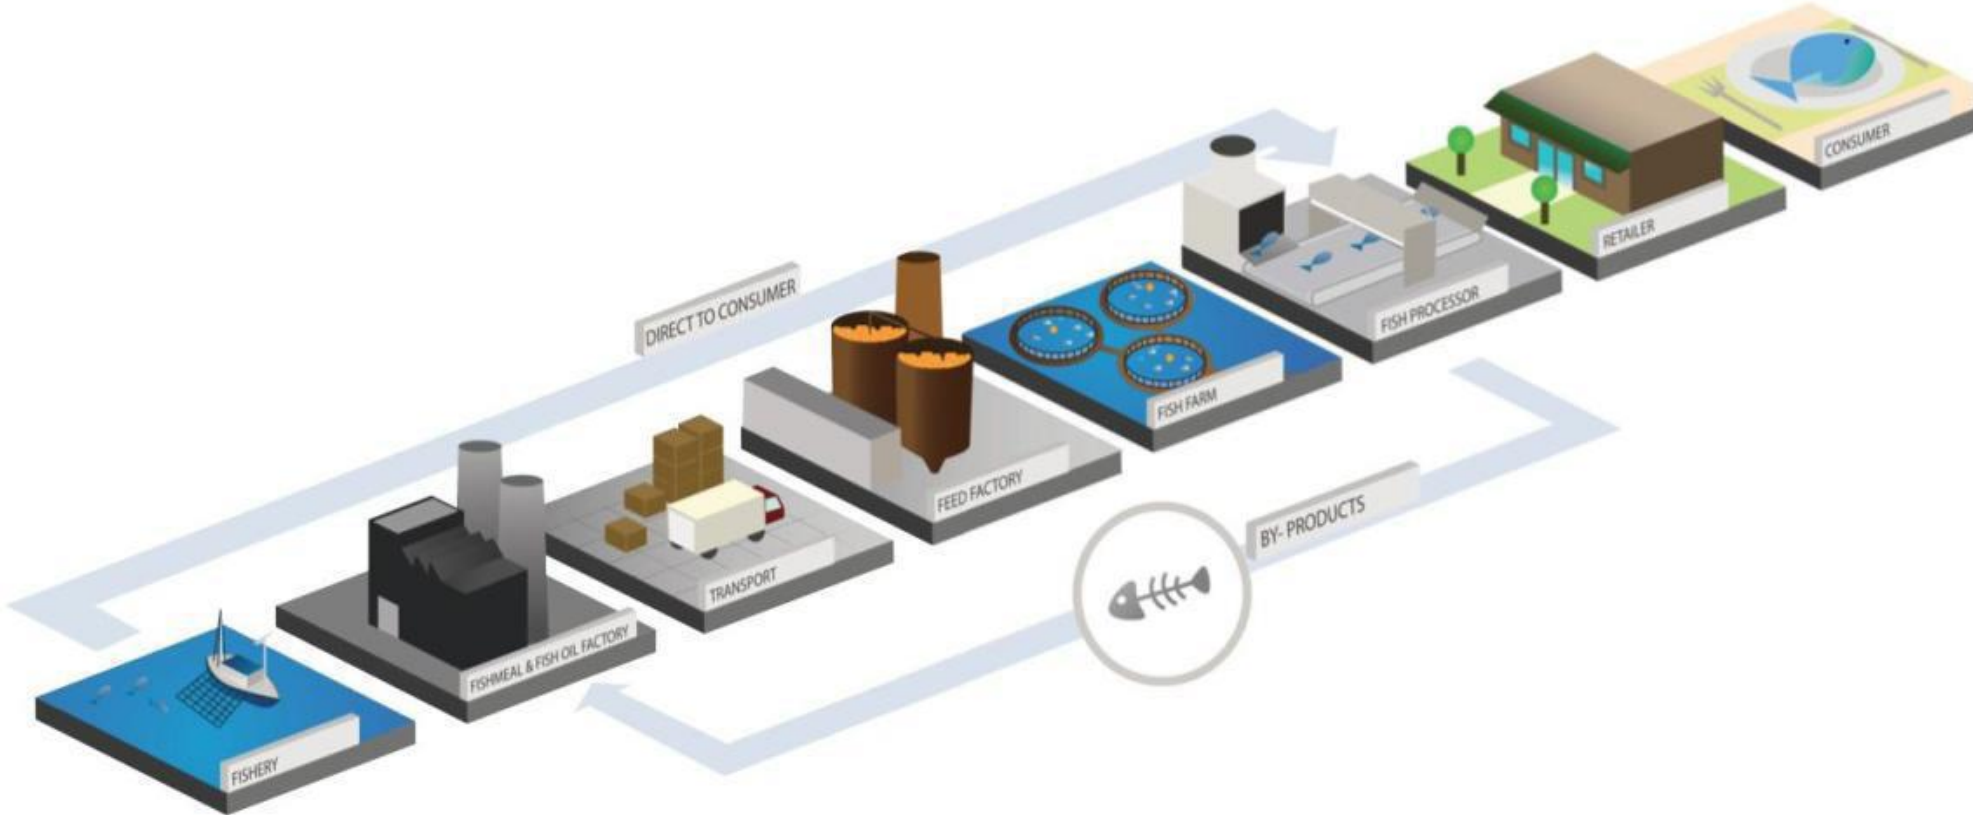 DIRECT TO CONSUMER
FISHERY
FISHMEAL & FISH OIL FACTORY
TRANSPORT
FEED FACTORY
FISH FARM
FISH PROCESSOR
RETAILER
CONSUMER
BY- PRODUCTS